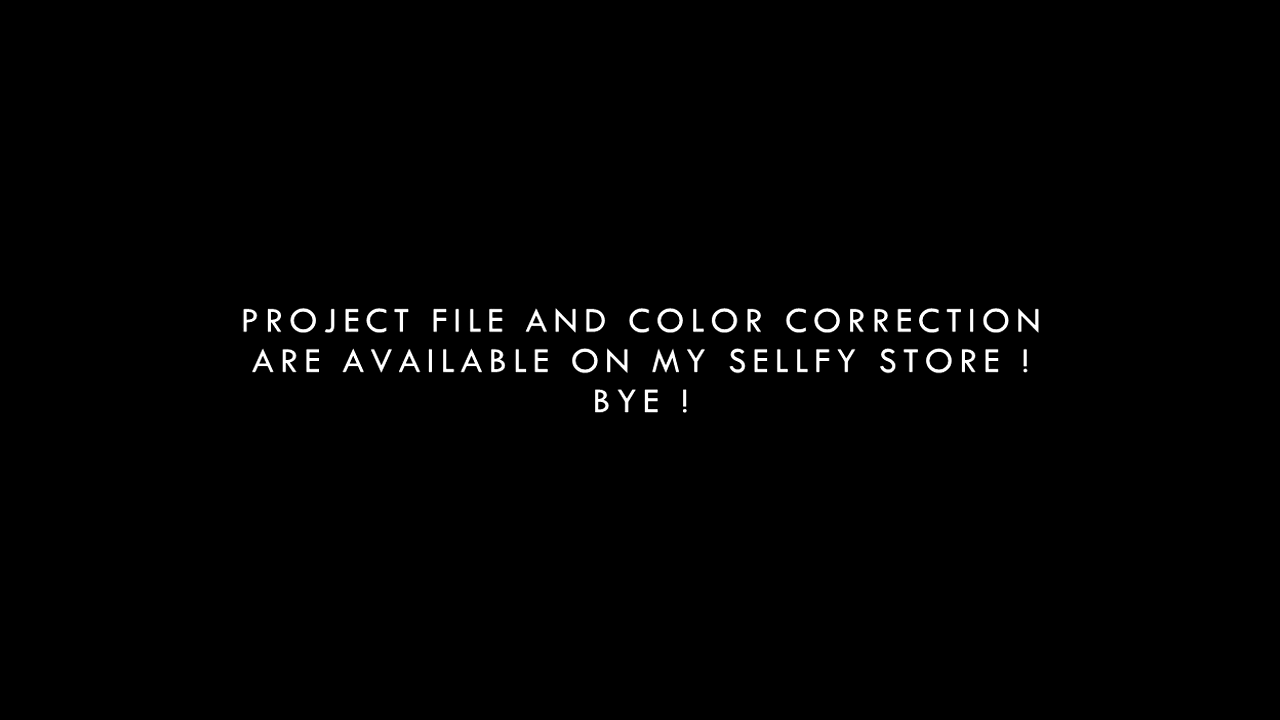 PROJECT FILE AND COLOR CORRECTION
ARE AVAILABLE ON MY SELLFY STORE !
BYE !